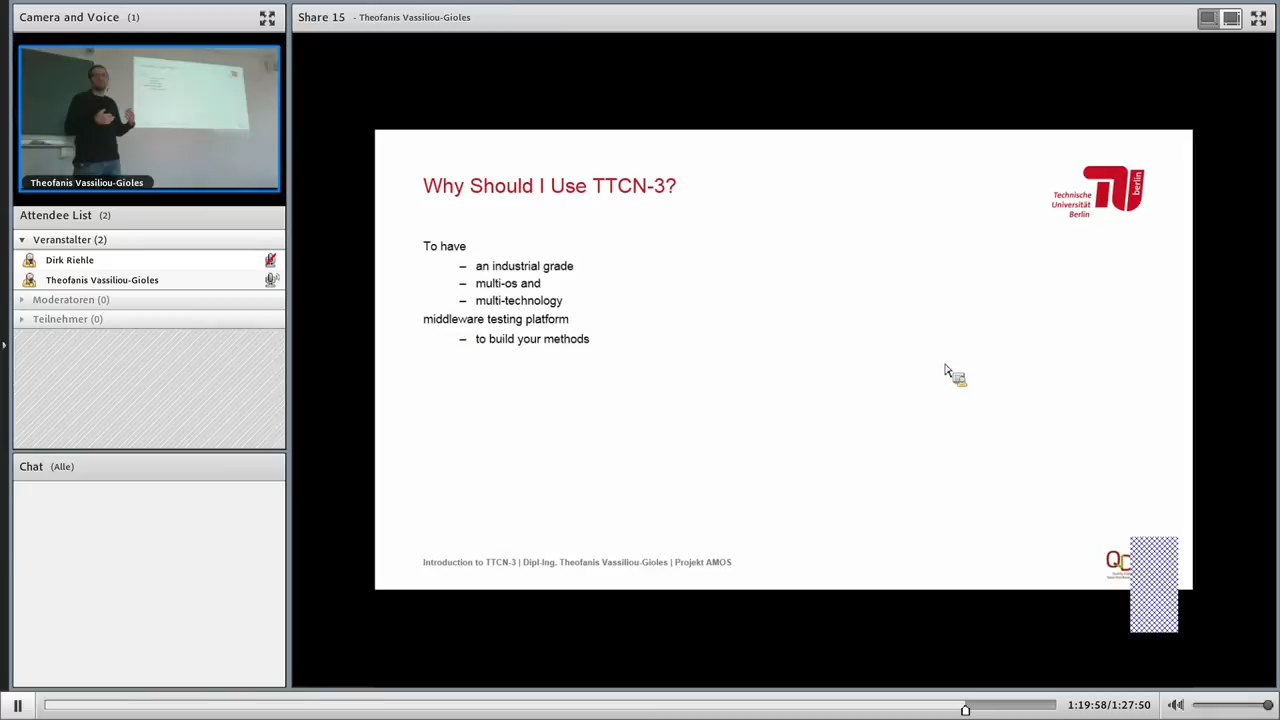 Camera and Voice (1)
Theofanis Vassiliou-Gioles
Attendee List (2)
Veranstalter (2)
Dirk Riehle
Theofanis Vassiliou-Gioles
Moderatoren (0)
Teilnehmer (0)
Chat (Alle)
Share 15 - Theofanis Vassiliou-Gioles
Why Should I Use TTCN-3?
Technische
Universität
Berlin
berlin
To have
– an industrial grade
– multi-os and
– multi-technology
middleware testing platform
– to build your methods
Introduction to TTCN-3 | Dipl-Ing. Theofanis Vassiliou-Gioles | Projekt AMOS
1:19:58/1:27:50